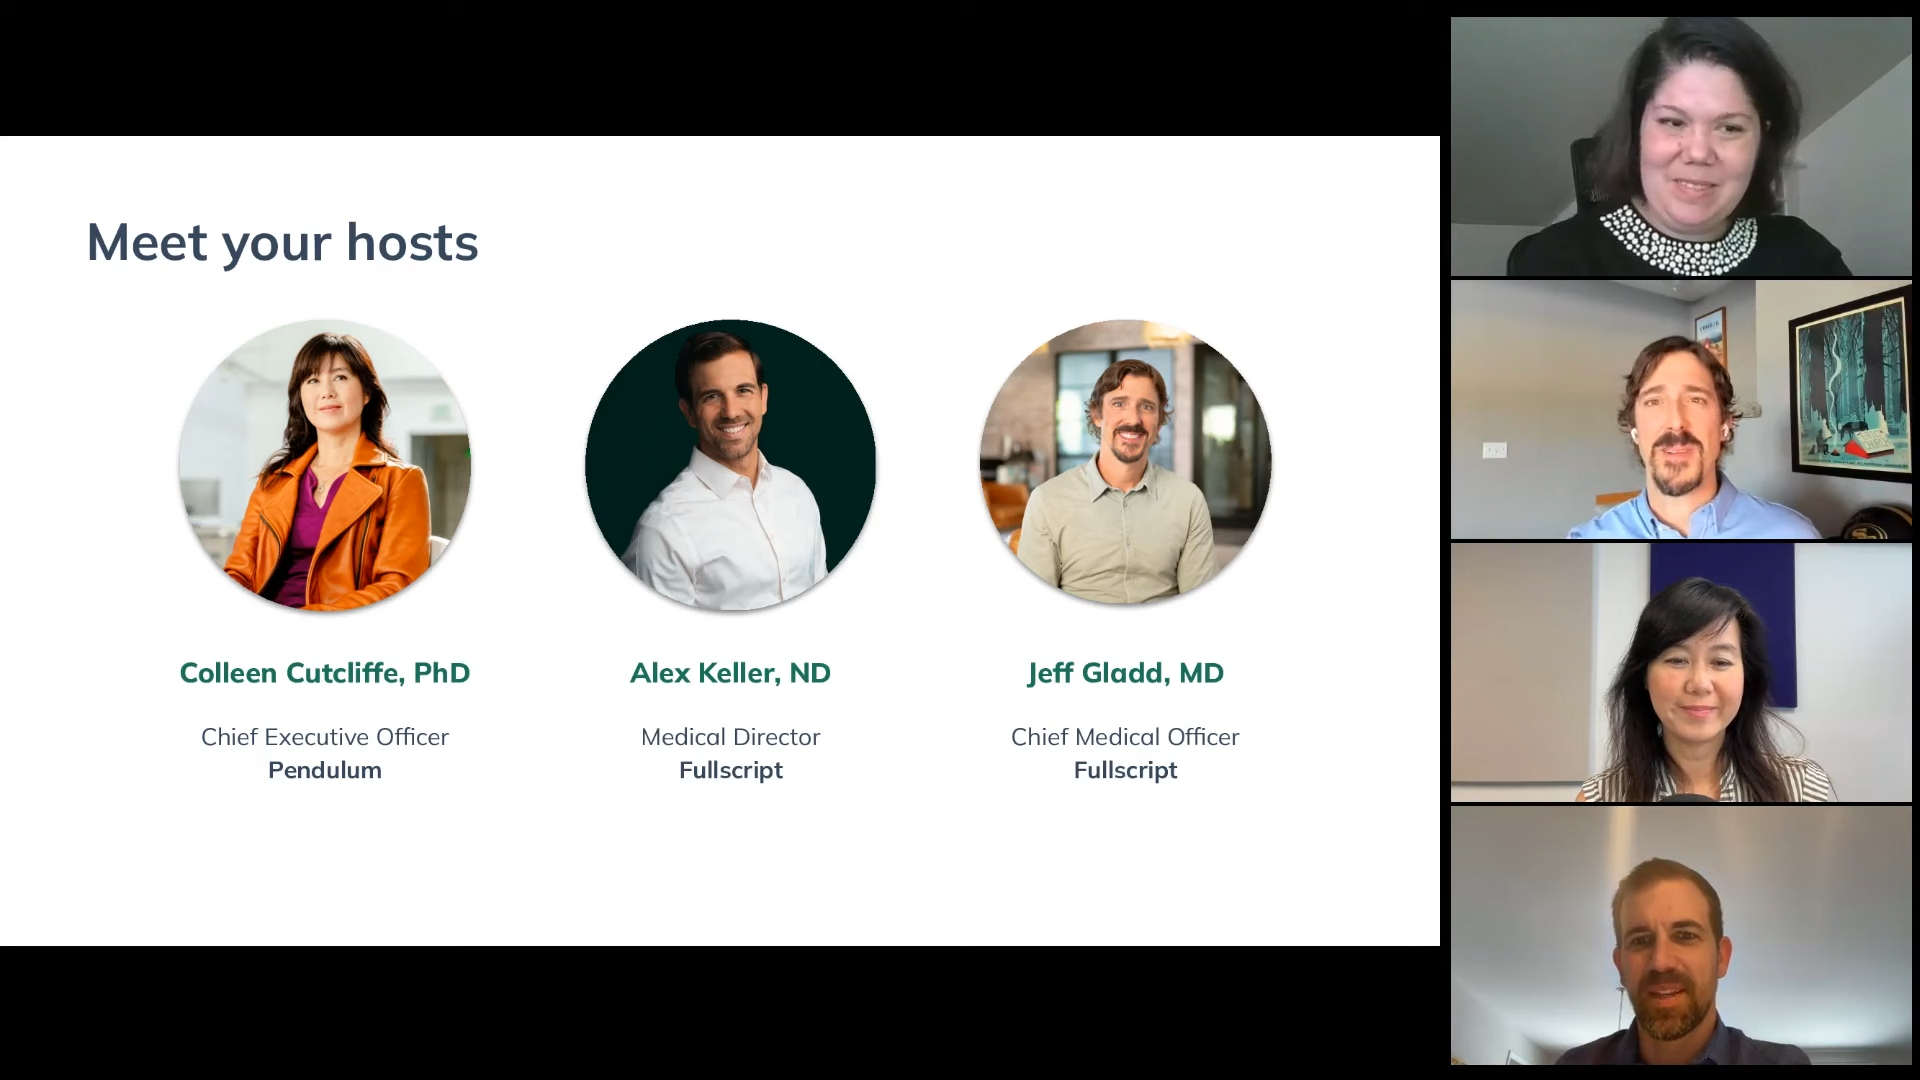 Meet your hosts
Colleen Cutcliffe, PhD
Chief Executive Officer
Pendulum
Alex Keller, ND
Medical Director
Fullscript
Jeff Gladd, MD
Chief Medical Officer
Fullscript